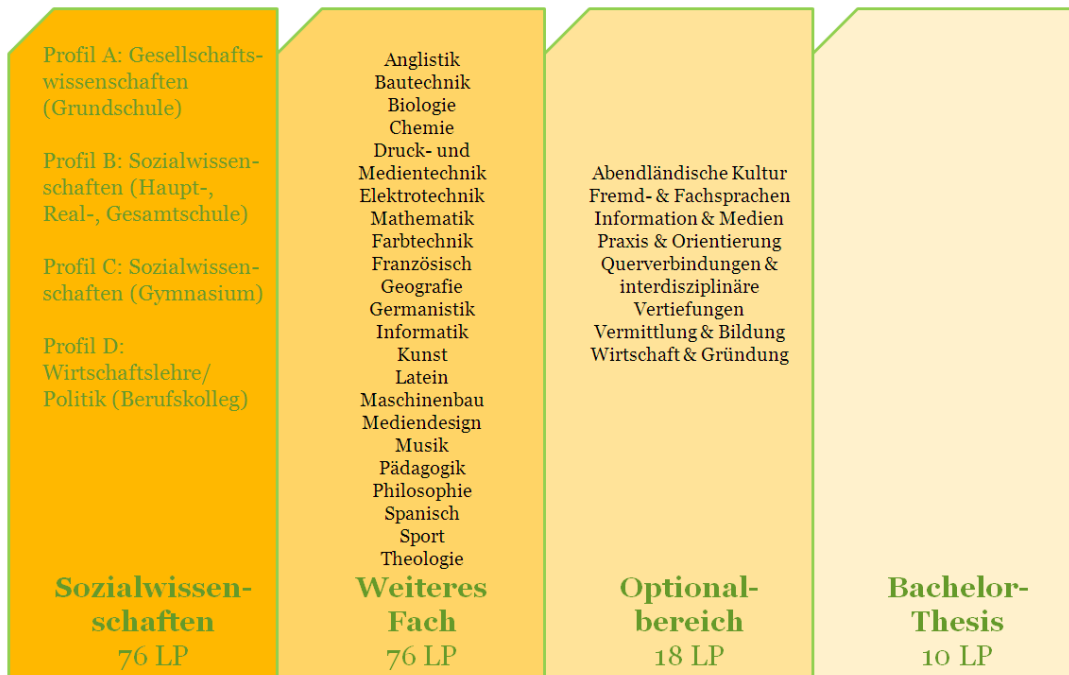 Profil A: Gesellschafts-
wissenschaften
(Grundschule)
Profil B: Sozialwissen-
schaften (Haupt-,
Real-, Gesamtschule)
Profil C: Sozialwissen-
schaften (Gymnasium)
Profil D:
Wirtschaftslehre/
Politik (Berufskolleg)
Sozialwissen-
schaften
76 LP
Anglistik
Bautechnik
Biologie
Chemie
Druck- und
Medientechnik
Elektrotechnik
Mathematik
Farbtechnik
Französisch
Geografie
Germanistik
Informatik
Kunst
Latein
Maschinenbau
Mediendesign
Musik
Pädagogik
Philosophie
Spanisch
Sport
Theologie
Weiteres
Fach
76 LP
Abendländische Kultur
Fremd- & Fachsprachen
Information & Medien
Praxis & Orientierung
Querverbindungen &
interdisziplinäre
Vertiefungen
Vermittlung & Bildung
Wirtschaft & Gründung
Optional-
bereich
18 LP
Bachelor-
Thesis
10 LP